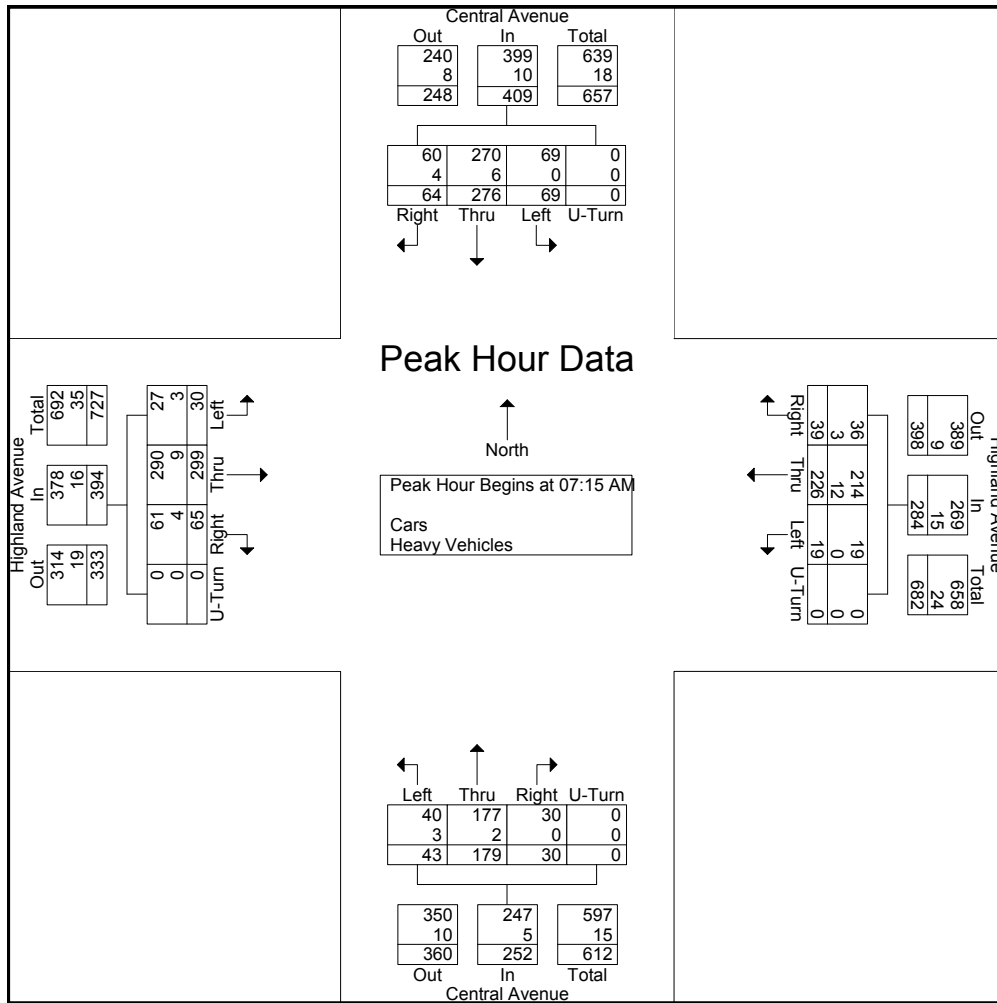 Central Avenue
Out In Total
240 399 639
8 10 18
248 409 657
60 270 69 0
4 6 0 0
64 276 69 0
Right Thru Left U-Turn
Peak Hour Data
North
Peak Hour Begins at 07:15 AM
Cars
Heavy Vehicles
Highland Avenue
Total In Out
692 378 314
35 16 19
727 394 333
27 290 61 0
3 9 4 0
30 299 65 0
Left Thru Right U-Turn
Highland Avenue
Out In Total
389 269 658
9 15 24
398 284 682
36 214 19 0
3 12 0 0
39 226 19 0
Right Thru Left U-Turn
Left Thru Right U-Turn
40 177 30 0
3 2 0 0
43 179 30 0
350 247 597
10 5 15
360 252 612
Out In Total
Central Avenue